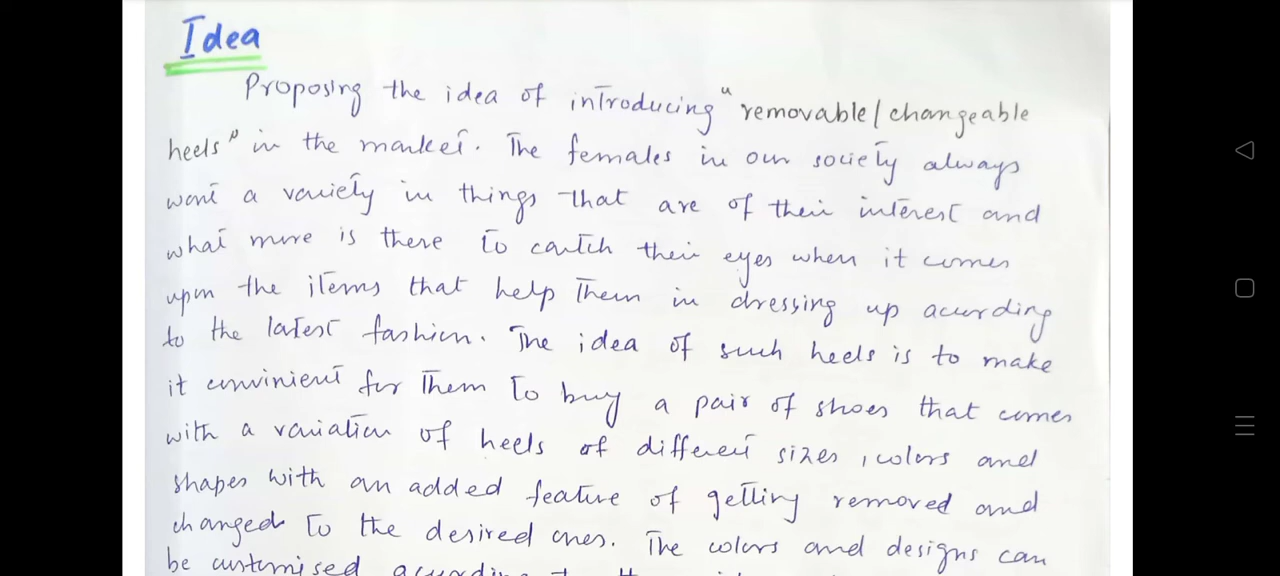 Idea
Proposing the idea of introducing "removable/changeable
heels" in the market. The females in our society always
want a variety in things that are of their interest and
what more is there to catch their eyes when it comes
upon the items that help them in dressing up acurding
to the latest fashion. The idea of such heels is to make
it convinient for them to buy a pair of shoes that comes
with a variation of heels of different sizes, colors and
shapes with an added feature of getting removed and
changed to the desired ones. The colors and designs can
be customised